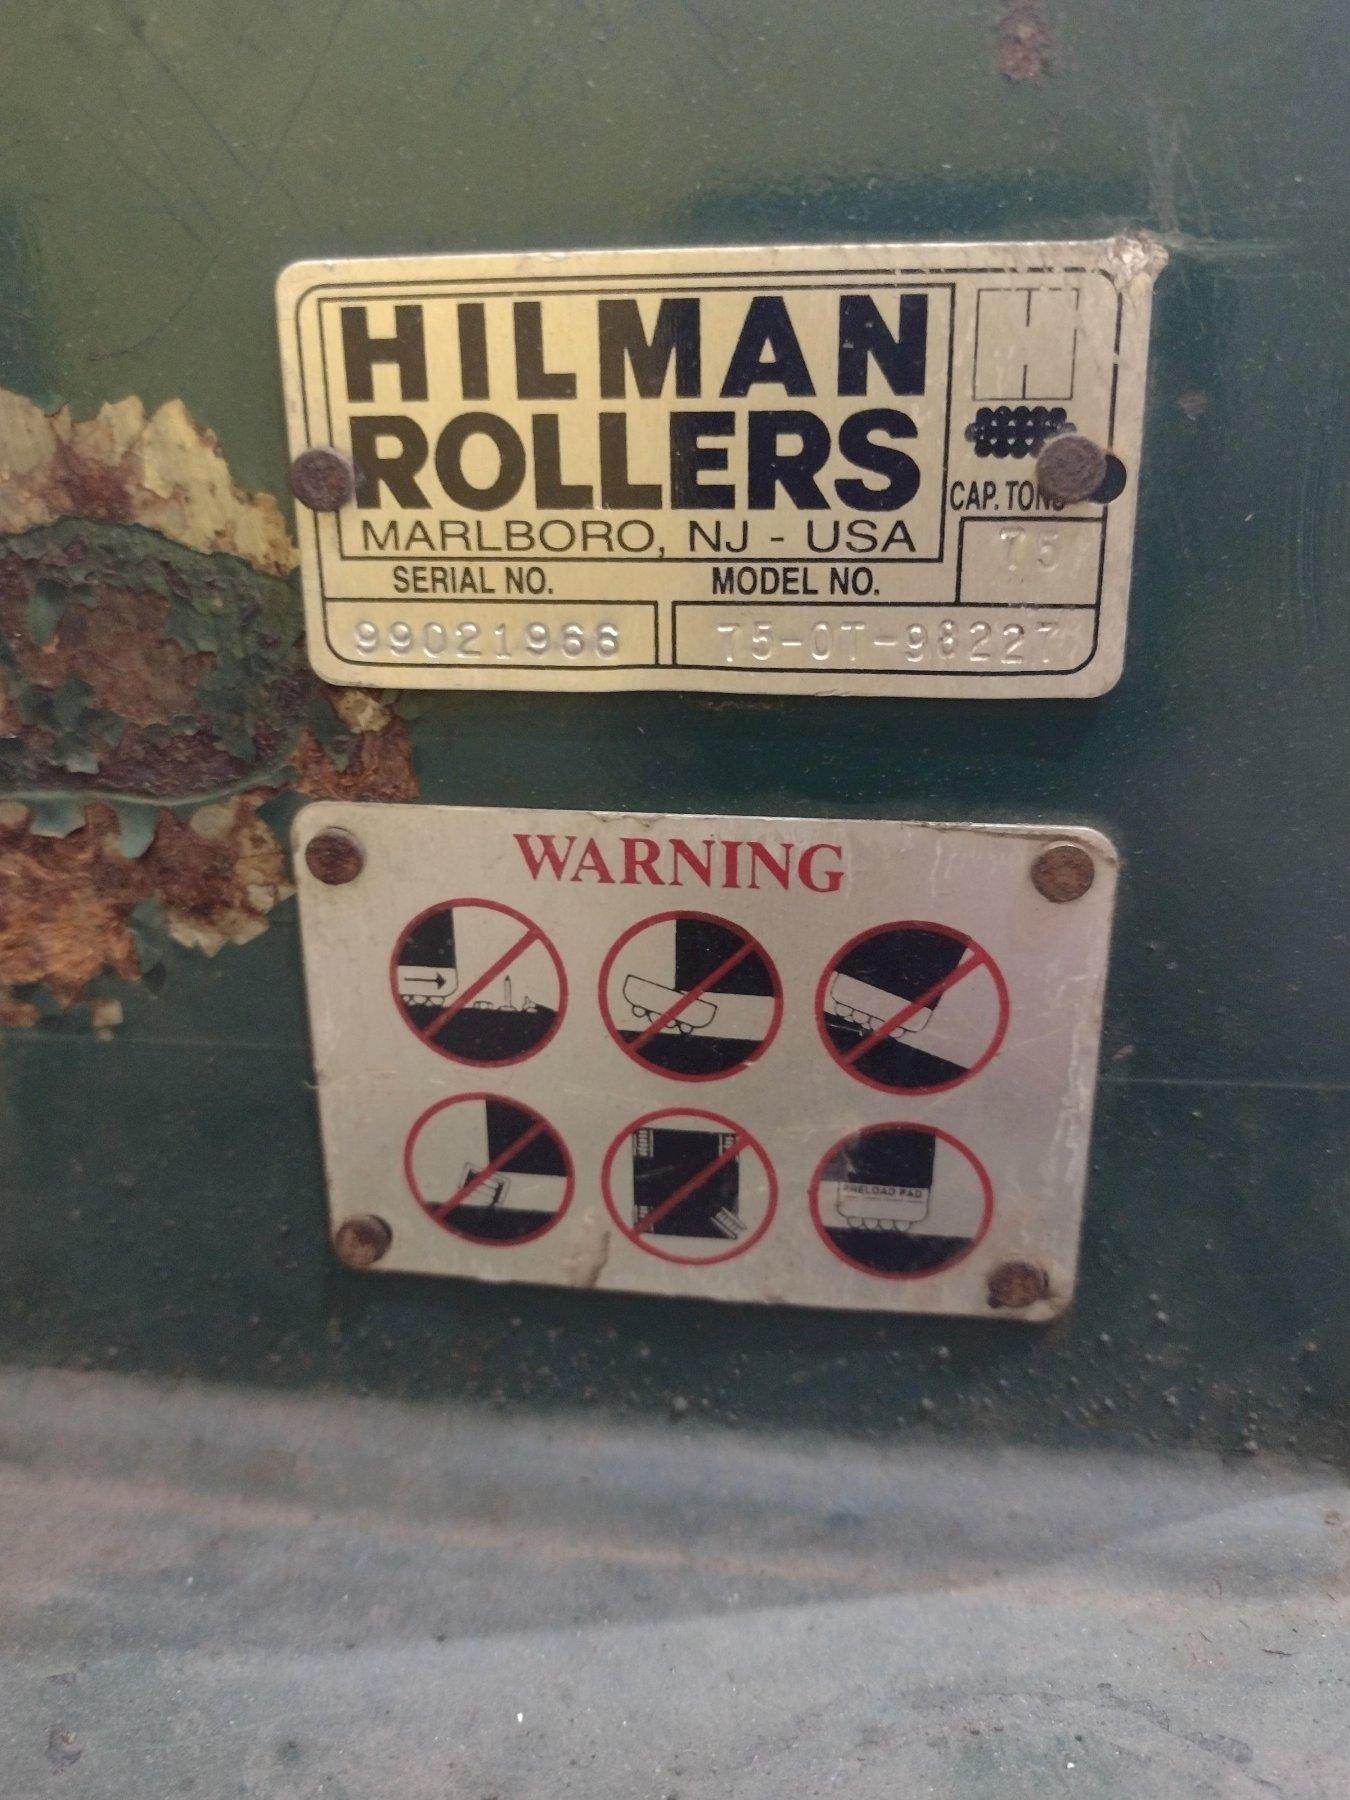 HILMAN
ROLLERS
MARLBORO, NJ - USA
CAP. TONS
75
SERIAL NO. MODEL NO.
99021966 75-OT-98227
WARNING
PRELOAD PAD